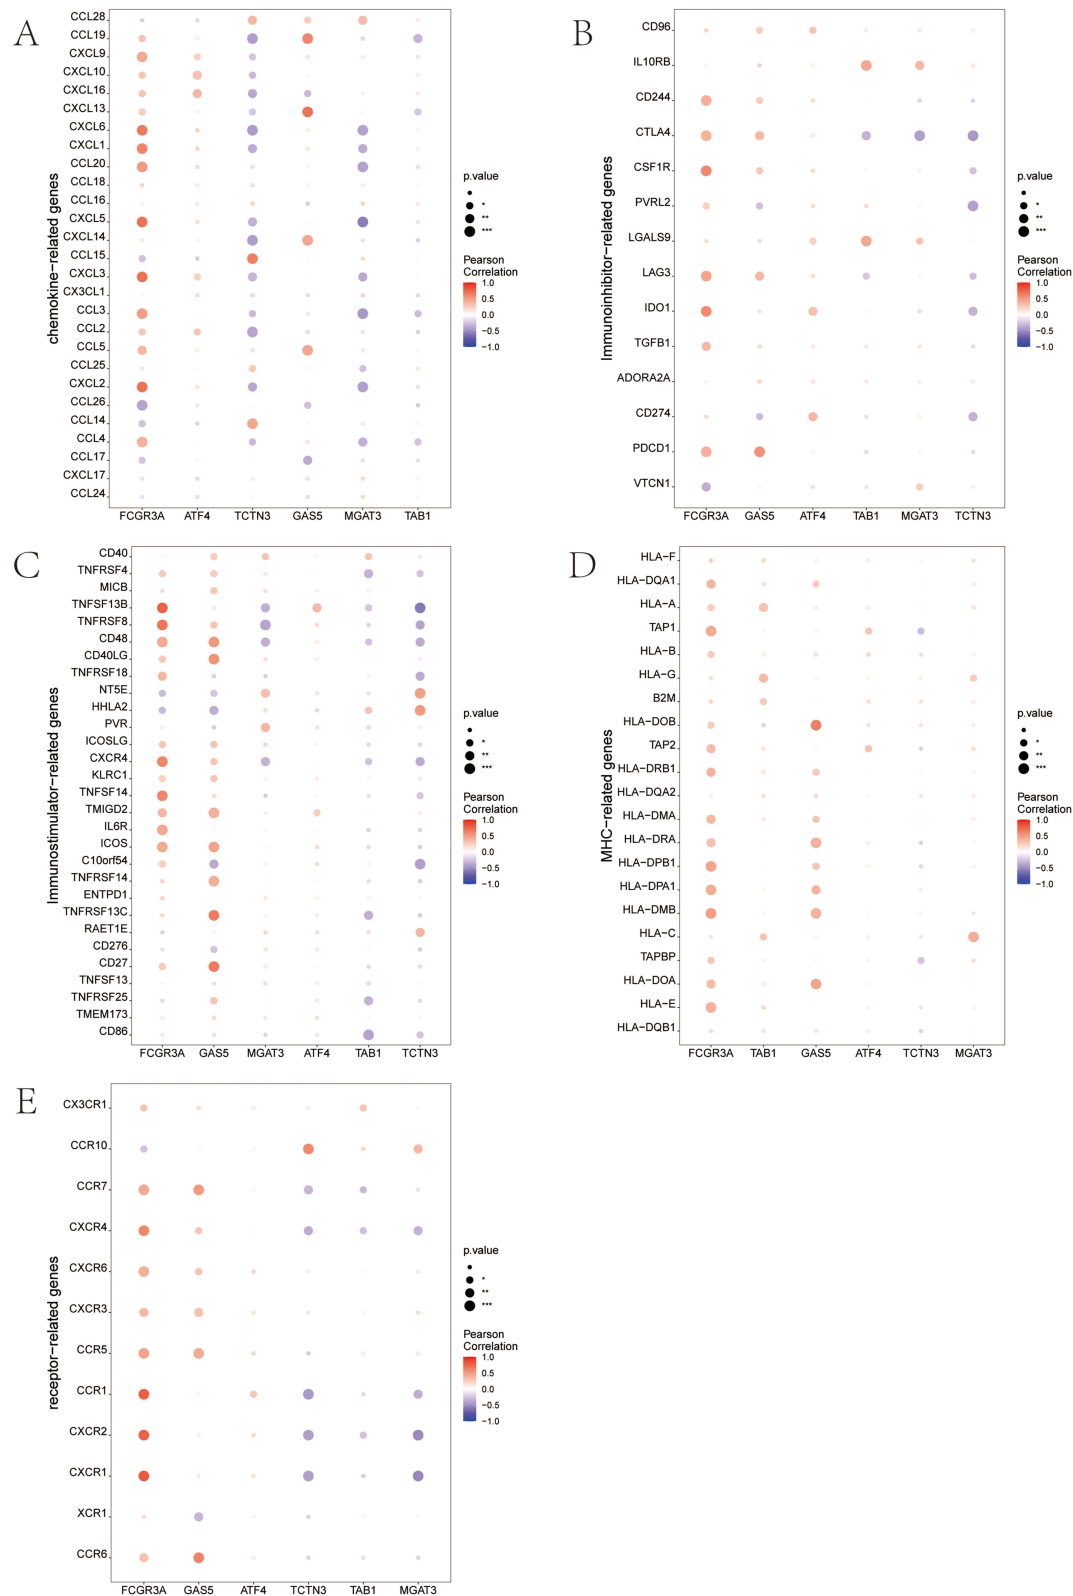 A
chemokine-related genes
CCL28
CCL19
CXCL9
CXCL10
CXCL16
CXCL13
CXCL6
CXCL1
CCL20
CCL18
CCL16
CXCL5
CXCL14
CCL15
CXCL3
CX3CL1
CCL3
CCL2
CCL5
CCL25
CXCL2
CCL26
CCL14
CCL4
CCL17
CXCL17
CCL24
FCGR3A ATF4 TCTN3 GAS5 MGAT3 TAB1
p.value
*
**
***
Pearson
Correlation
1.0
0.5
0.0
−0.5
−1.0
B
Immunoinhibitor-related genes
CD96
IL10RB
CD244
CTLA4
CSF1R
PVRL2
LGALS9
LAG3
IDO1
TGFB1
ADORA2A
CD274
PDCD1
VTCN1
FCGR3A GAS5 ATF4 TAB1 MGAT3 TCTN3
p.value
*
**
***
Pearson
Correlation
1.0
0.5
0.0
−0.5
−1.0
C
Immunostimulator-related genes
CD40
TNFRSF4
MICB
TNFSF13B
TNFRSF8
CD48
CD40LG
TNFRSF18
NT5E
HHLA2
PVR
ICOSLG
CXCR4
KLRC1
TNFSF14
TMIGD2
IL6R
ICOS
C10orf54
TNFRSF14
ENTPD1
TNFRSF13C
RAET1E
CD276
CD27
TNFSF13
TNFRSF25
TMEM173
CD86
FCGR3A GAS5 MGAT3 ATF4 TAB1 TCTN3
p.value
*
**
***
Pearson
Correlation
1.0
0.5
0.0
−0.5
−1.0
D
MHC-related genes
HLA-F
HLA-DQA1
HLA-A
TAP1
HLA-B
HLA-G
B2M
HLA-DOB
TAP2
HLA-DRB1
HLA-DQA2
HLA-DMA
HLA-DRA
HLA-DPB1
HLA-DPA1
HLA-DMB
HLA-C
TAPBP
HLA-DOA
HLA-E
HLA-DQB1
FCGR3A TAB1 GAS5 ATF4 TCTN3 MGAT3
p.value
*
**
***
Pearson
Correlation
1.0
0.5
0.0
−0.5
−1.0
E
receptor-related genes
CX3CR1
CCR10
CCR7
CXCR4
CXCR6
CXCR3
CCR5
CCR1
CXCR2
CXCR1
XCR1
CCR6
FCGR3A GAS5 ATF4 TCTN3 TAB1 MGAT3
p.value
*
**
***
Pearson
Correlation
1.0
0.5
0.0
−0.5
−1.0